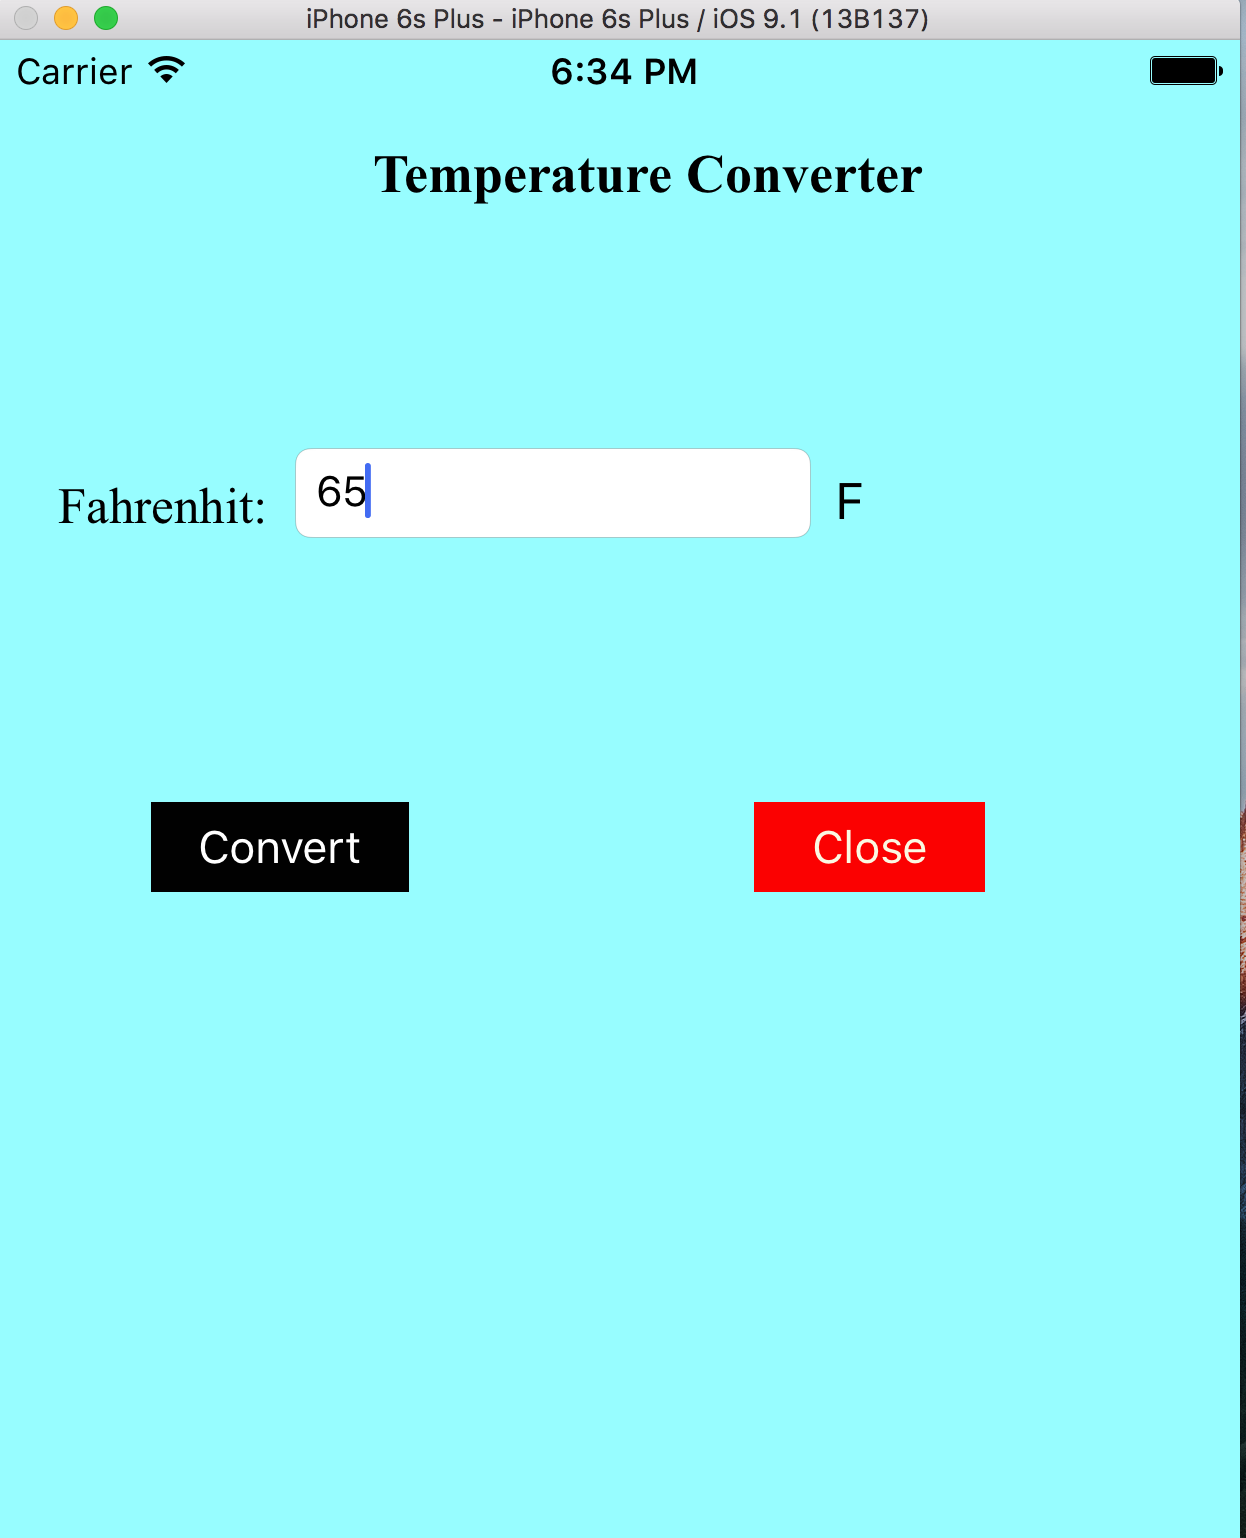 iPhone 6s Plus - iPhone 6s Plus / iOS 9.1 (13B137)
Carrier 6:34 PM
Temperature Converter
Fahrenhit: 65 F
Convert Close